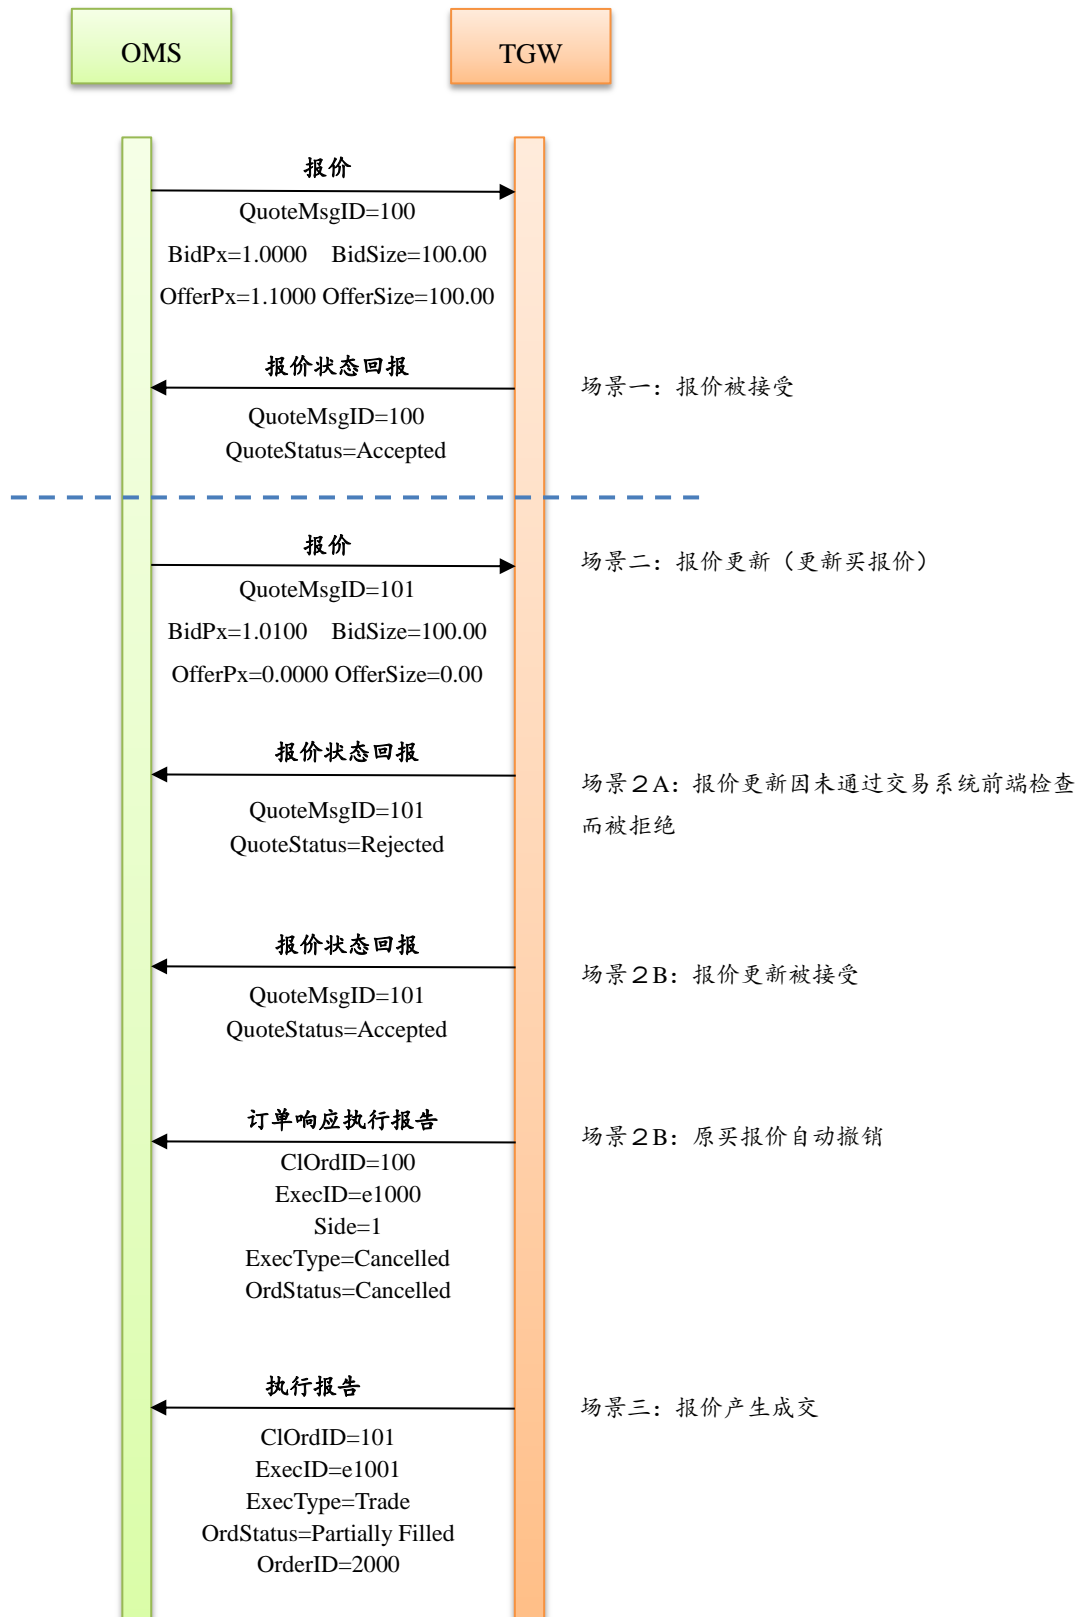 OMS
TGW
报价
QuoteMsgID=100
BidPx=1.0000 BidSize=100.00
OfferPx=1.1000 OfferSize=100.00
报价状态回报
场景一：报价被接受
QuoteMsgID=100
QuoteStatus=Accepted
报价
场景二：报价更新（更新买报价）
QuoteMsgID=101
BidPx=1.0100 BidSize=100.00
OfferPx=0.0000 OfferSize=0.00
报价状态回报
场景２A：报价更新因未通过交易系统前端检查
而被拒绝
QuoteMsgID=101
QuoteStatus=Rejected
报价状态回报
场景２B：报价更新被接受
QuoteMsgID=101
QuoteStatus=Accepted
订单响应执行报告
场景２B：原买报价自动撤销
ClOrdID=100
ExecID=e1000
Side=1
ExecType=Cancelled
OrdStatus=Cancelled
执行报告
场景三：报价产生成交
ClOrdID=101
ExecID=e1001
ExecType=Trade
OrdStatus=Partially Filled
OrderID=2000